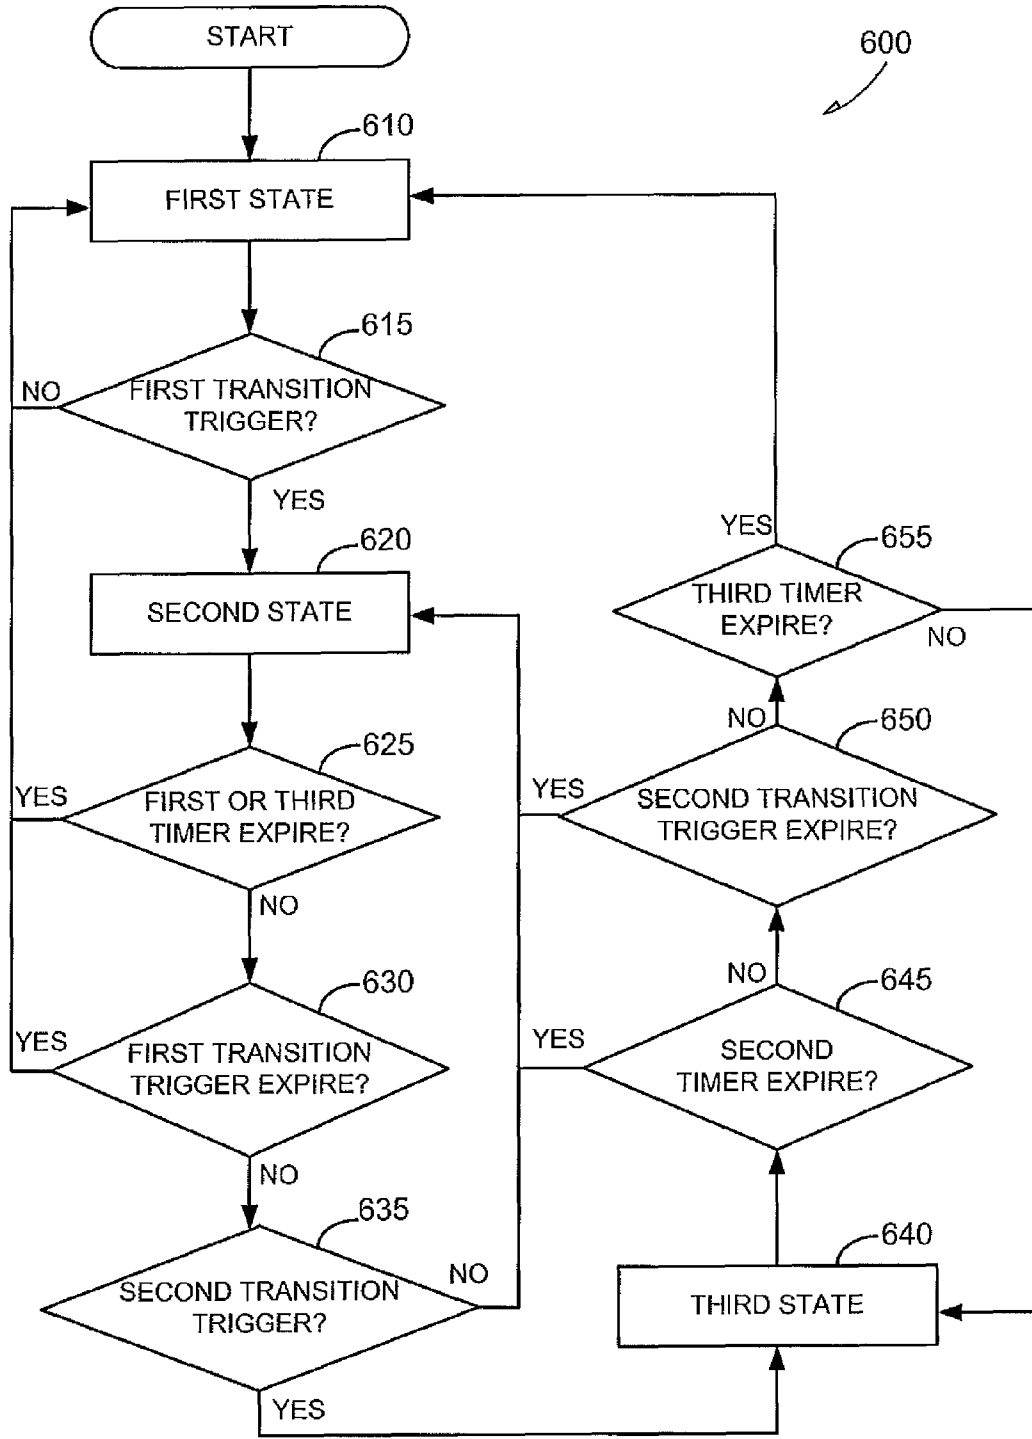 START
600
610
FIRST STATE
615
FIRST TRANSITION
TRIGGER?
NO
YES
620
SECOND STATE
625
FIRST OR THIRD
TIMER EXPIRE?
YES
NO
630
FIRST TRANSITION
TRIGGER EXPIRE?
YES
NO
635
SECOND TRANSITION
TRIGGER?
NO
YES
640
THIRD STATE
645
SECOND
TIMER EXPIRE?
YES
NO
650
SECOND TRANSITION
TRIGGER EXPIRE?
YES
NO
655
THIRD TIMER
EXPIRE?
YES
NO